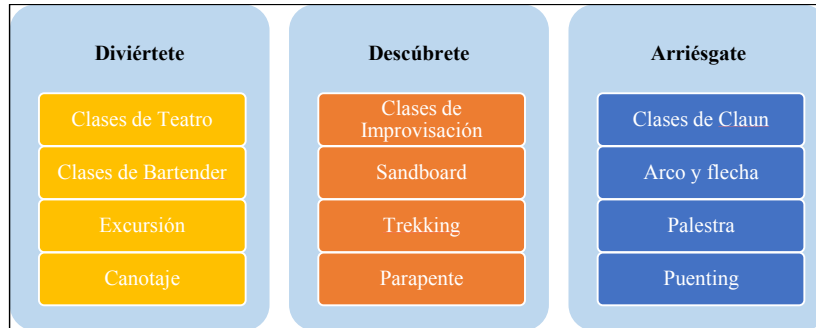 Diviértete
Clases de Teatro
Clases de Bartender
Excursión
Canotaje
Descúbrete
Clases de
Improvisación
Sandboard
Trekking
Parapente
Arriésgate
Clases de Claun
Arco y flecha
Palestra
Puenting